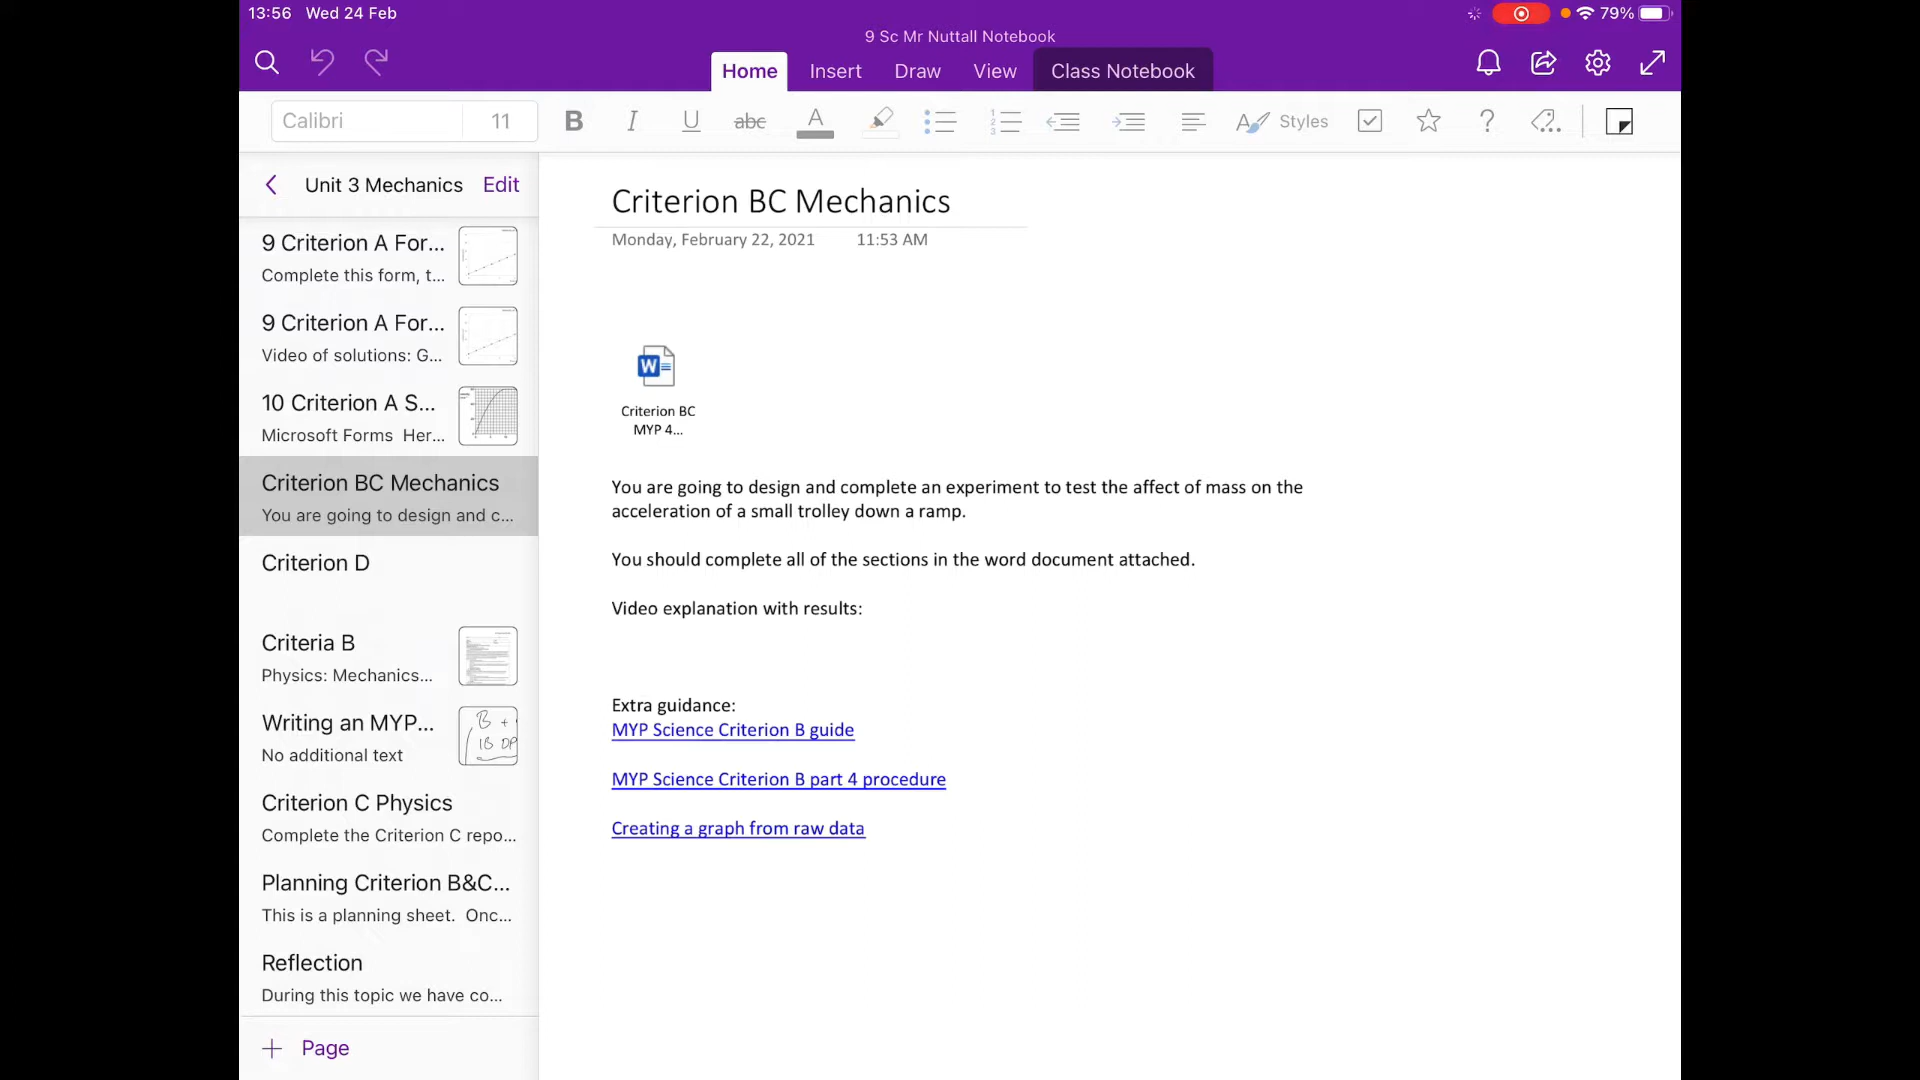 13:56 Wed 24 Feb
79%
9 Sc Mr Nuttall Notebook
Home Insert Draw View Class Notebook
Calibri 11 B I U abc A Styles
Unit 3 Mechanics Edit
9 Criterion A For...
Complete this form, t...
9 Criterion A For...
Video of solutions: G...
10 Criterion A S...
Microsoft Forms Her...
Criterion BC Mechanics
You are going to design and c...
Criterion D
Criteria B
Physics: Mechanics...
Writing an MYP...
No additional text
B +
IB DP
Criterion C Physics
Complete the Criterion C repo...
Planning Criterion B&C...
This is a planning sheet. Onc...
Reflection
During this topic we have co...
Page
Criterion BC Mechanics
Monday, February 22, 2021 11:53 AM
W
Criterion BC
MYP 4...
You are going to design and complete an experiment to test the affect of mass on the
acceleration of a small trolley down a ramp.
You should complete all of the sections in the word document attached.
Video explanation with results:
Extra guidance:
MYP Science Criterion B guide
MYP Science Criterion B part 4 procedure
Creating a graph from raw data